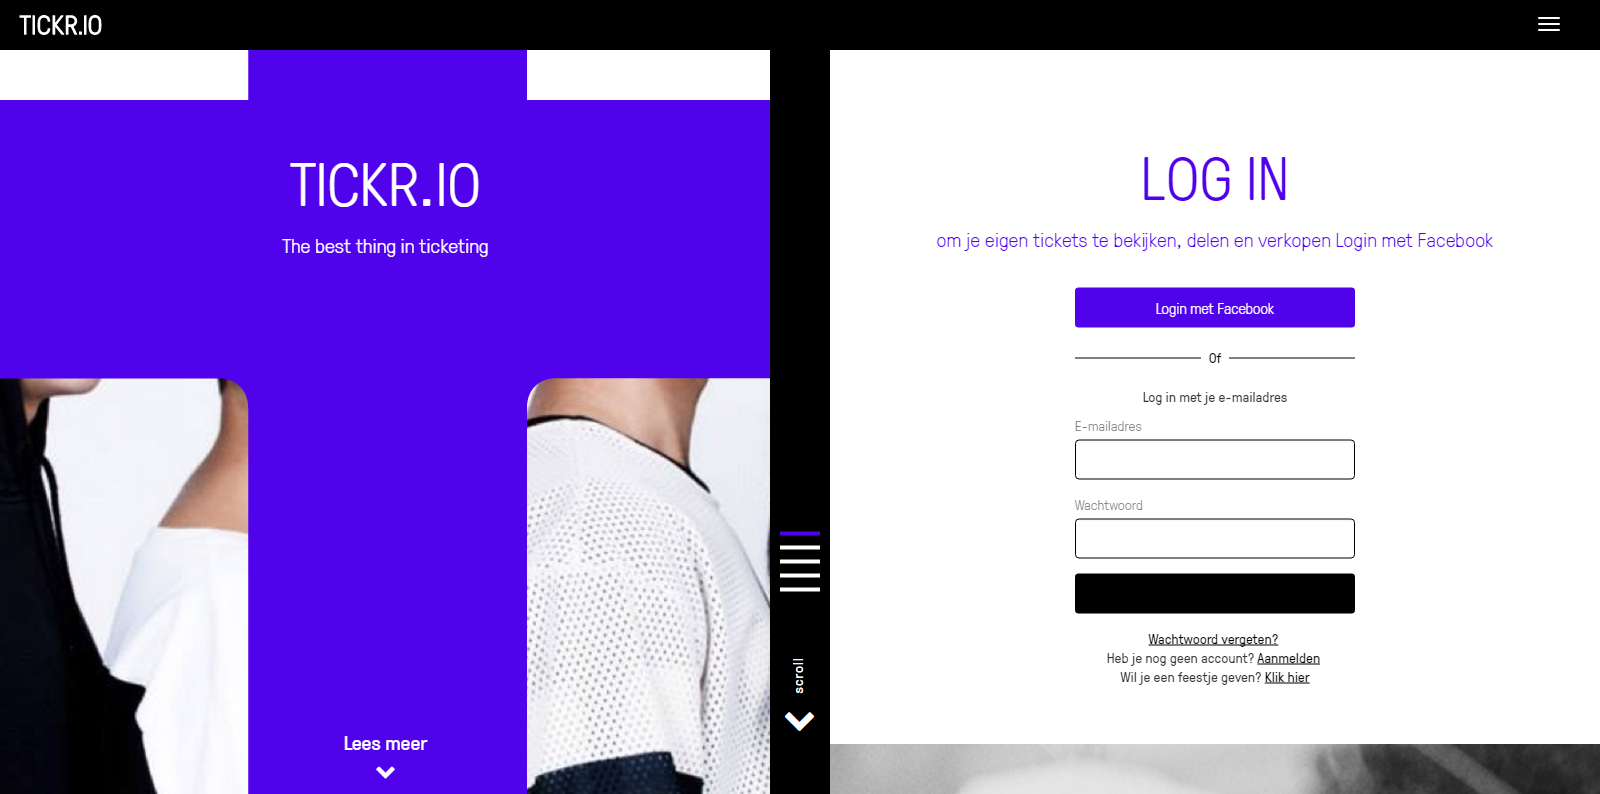 TICKR.IO
TICKR.IO
The best thing in ticketing
Lees meer
scroll
LOG IN
om je eigen tickets te bekijken, delen en verkopen Login met Facebook
Login met Facebook
Of
Log in met je e-mailadres
E-mailadres
Wachtwoord
Wachtwoord vergeten?
Heb je nog geen account? Aanmelden
Wil je een feestje geven? Klik hier